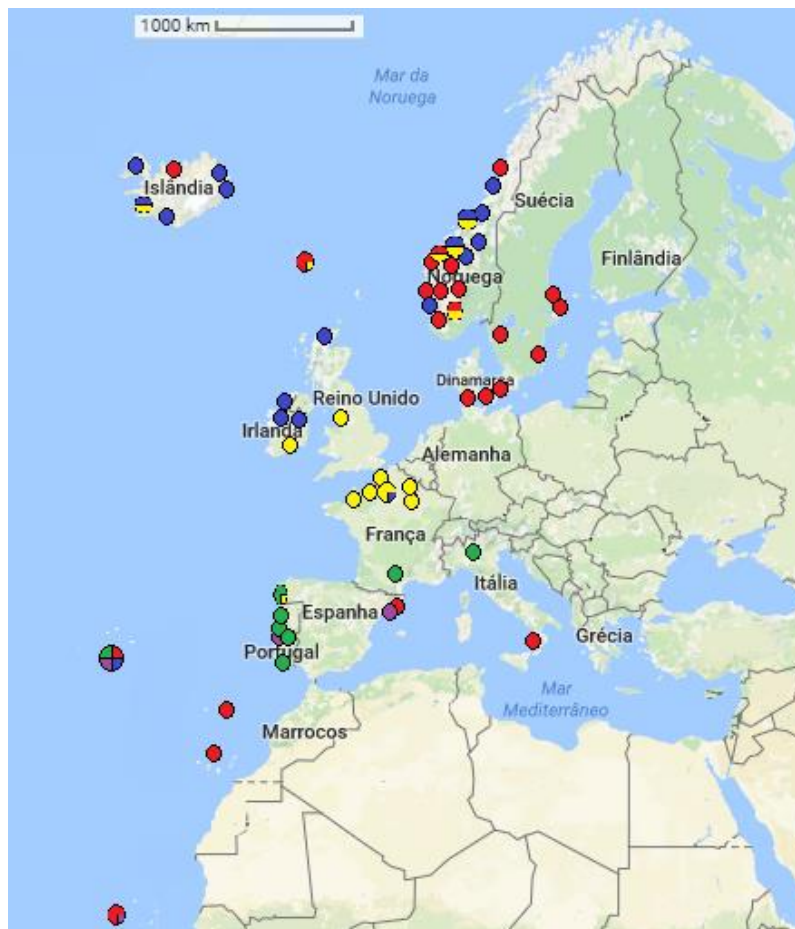 1000 km
Mar da
Noruega
Islândia
Suécia
Finlândia
Noruega
Dinamarca
Reino Unido
Irlanda
Alemanha
França
Itália
Espanha
Grécia
Portugal
Mar
Mediterrâneo
Marrocos